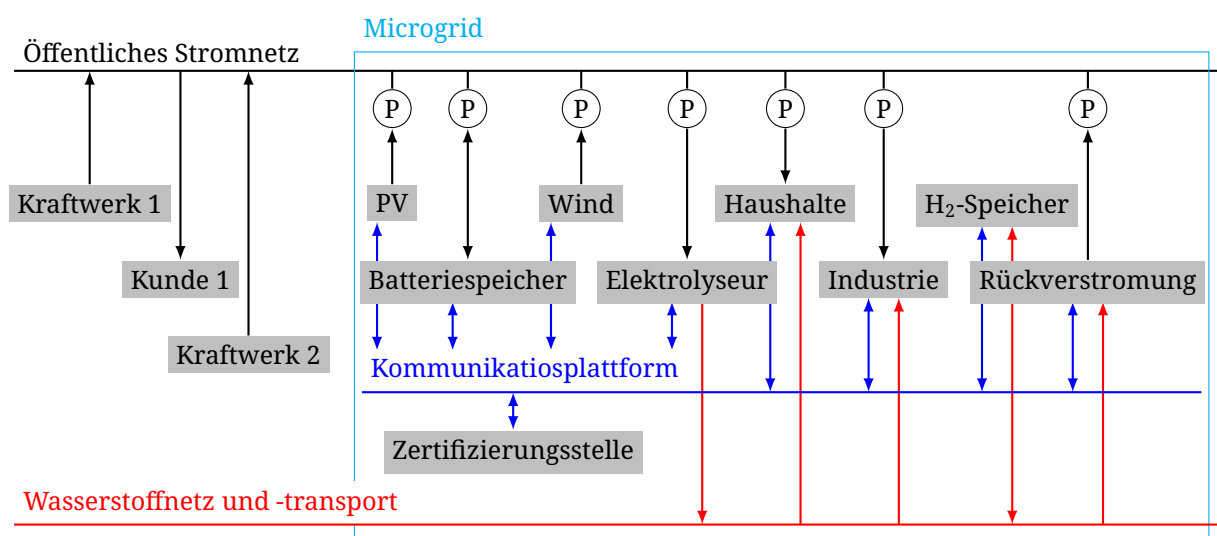 Microgrid
Öffentliches Stromnetz
P P P P P P P
Kraftwerk 1 PV Wind Haushalte H₂-Speicher
Kunde 1 Batteriespeicher Elektrolyseur Industrie Rückverstromung
Kraftwerk 2
Kommunikatiosplattform
Zertifizierungsstelle
Wasserstoffnetz und -transport